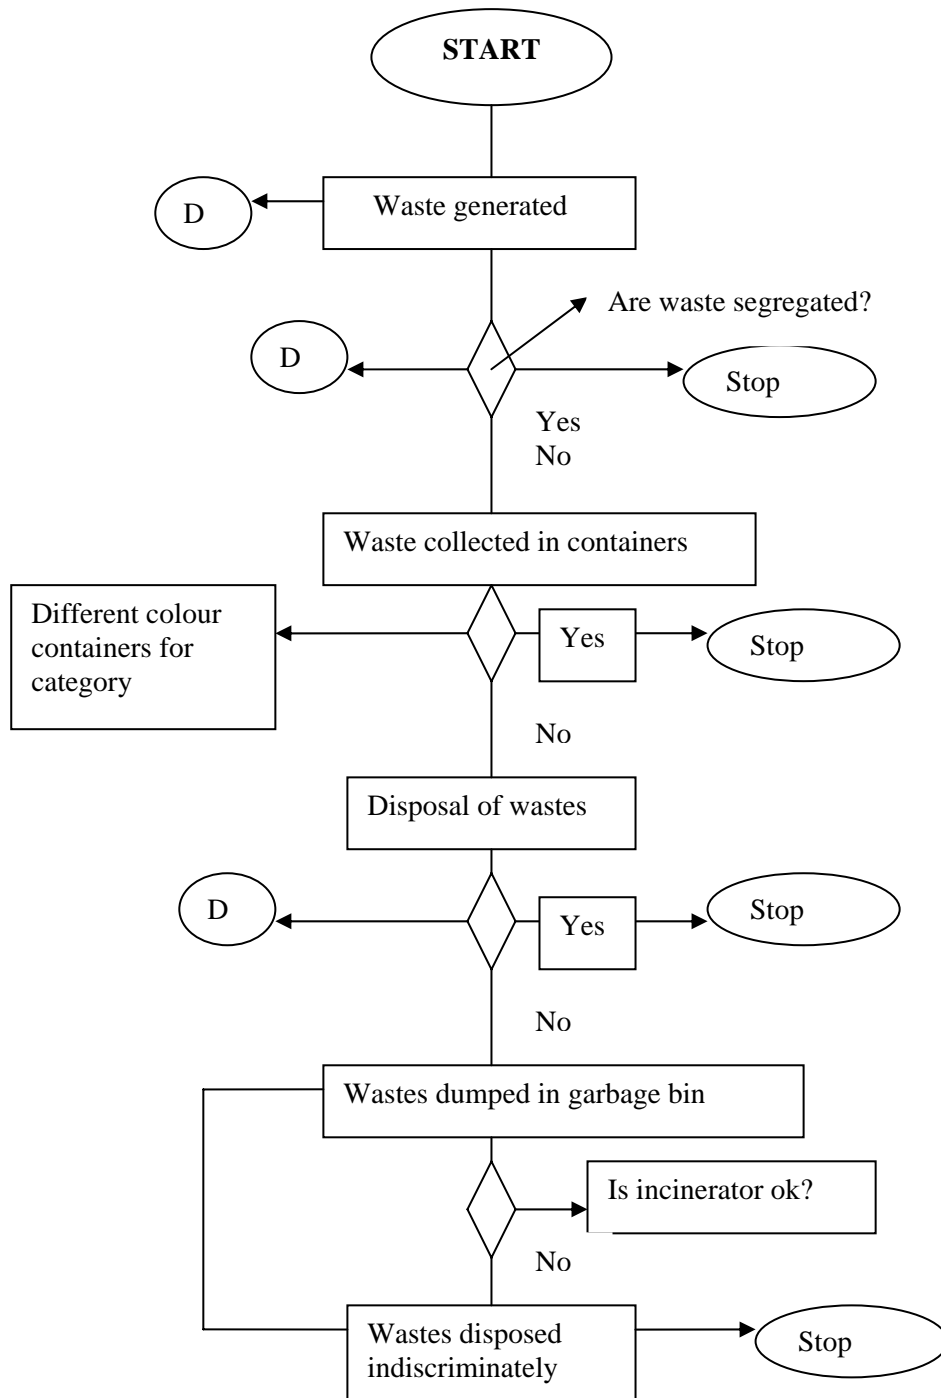 START
Waste generated
D
Are waste segregated?
D
Stop
Yes
No
Waste collected in containers
Different colour
containers for
category
Yes
Stop
No
Disposal of wastes
D
Yes
Stop
No
Wastes dumped in garbage bin
Is incinerator ok?
No
Wastes disposed
indiscriminately
Stop